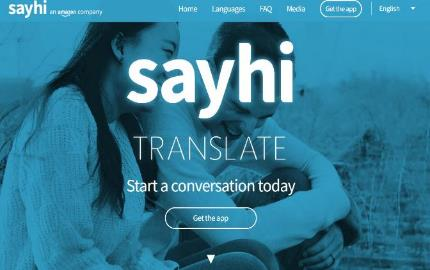 sayhi an amazon company
Home Languages FAQ Media Get the app English
sayhi
TRANSLATE
Start a conversation today
Get the app